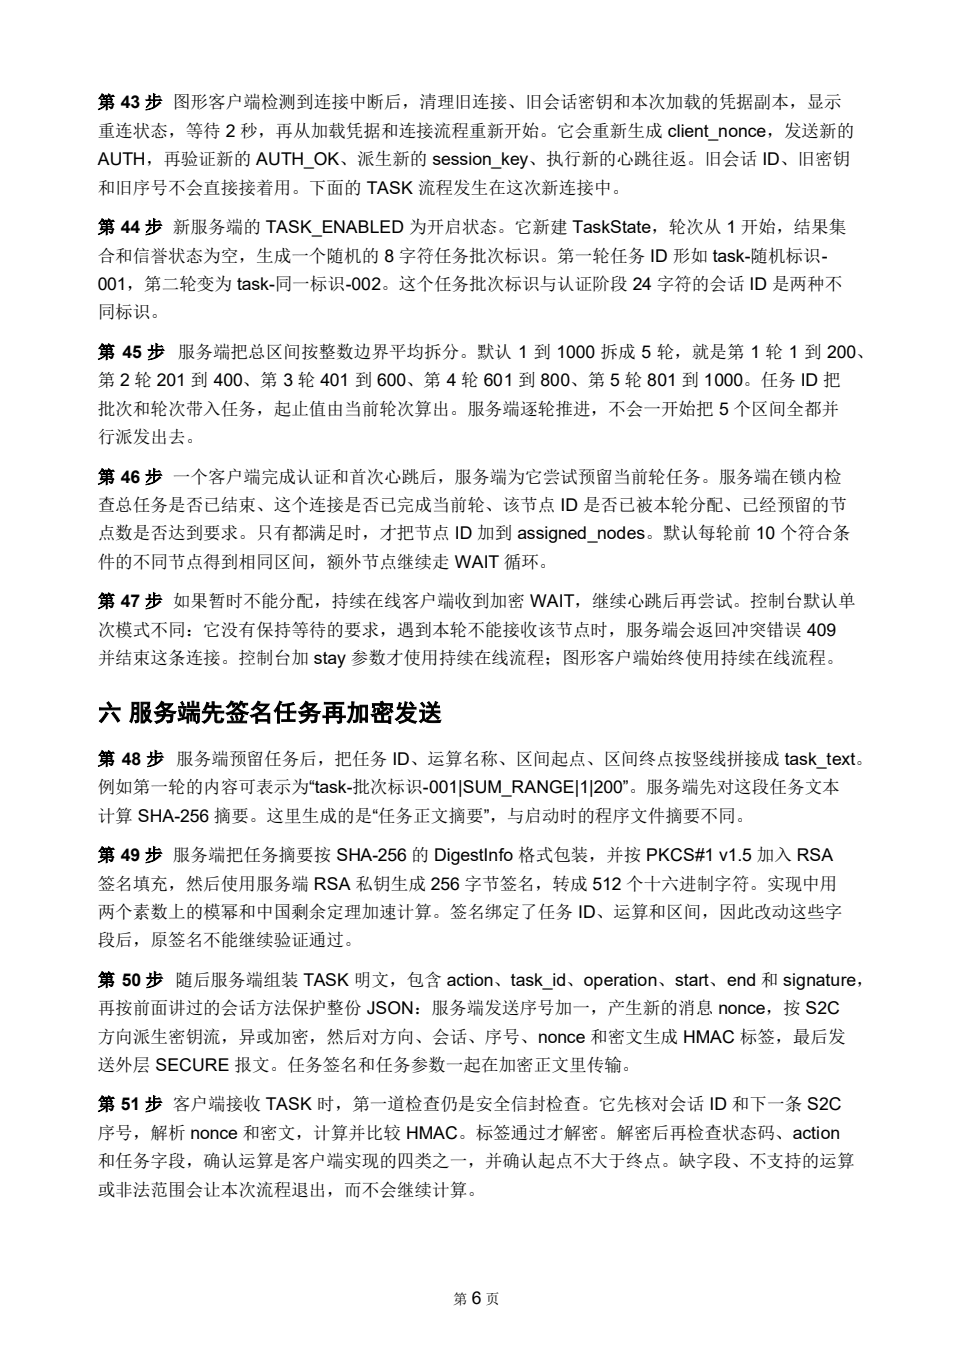 第 43 步 图形客户端检测到连接中断后，清理旧连接、旧会话密钥和本次加载的凭据副本，显示
重连状态，等待 2 秒，再从加载凭据和连接流程重新开始。它会重新生成 client_nonce，发送新的
AUTH，再验证新的 AUTH_OK、派生新的 session_key、执行新的心跳往返。旧会话 ID、旧密钥
和旧序号不会直接接着用。下面的 TASK 流程发生在这次新连接中。
第 44 步 新服务端的 TASK_ENABLED 为开启状态。它新建 TaskState，轮次从 1 开始，结果集
合和信誉状态为空，生成一个随机的 8 字符任务批次标识。第一轮任务 ID 形如 task-随机标识-
001，第二轮变为 task-同一标识-002。这个任务批次标识与认证阶段 24 字符的会话 ID 是两种不
同标识。
第 45 步 服务端把总区间按整数边界平均拆分。默认 1 到 1000 拆成 5 轮，就是第 1 轮 1 到 200、
第 2 轮 201 到 400、第 3 轮 401 到 600、第 4 轮 601 到 800、第 5 轮 801 到 1000。任务 ID 把
批次和轮次带入任务，起止值由当前轮次算出。服务端逐轮推进，不会一开始把 5 个区间全都并
行派发出去。
第 46 步 一个客户端完成认证和首次心跳后，服务端为它尝试预留当前轮任务。服务端在锁内检
查总任务是否已结束、这个连接是否已完成当前轮、该节点 ID 是否已被本轮分配、已经预留的节
点数是否达到要求。只有都满足时，才把节点 ID 加到 assigned_nodes。默认每轮前 10 个符合条
件的不同节点得到相同区间，额外节点继续走 WAIT 循环。
第 47 步 如果暂时不能分配，持续在线客户端收到加密 WAIT，继续心跳后再尝试。控制台默认单
次模式不同：它没有保持等待的要求，遇到本轮不能接收该节点时，服务端会返回冲突错误 409
并结束这条连接。控制台加 stay 参数才使用持续在线流程；图形客户端始终使用持续在线流程。
六 服务端先签名任务再加密发送
第 48 步 服务端预留任务后，把任务 ID、运算名称、区间起点、区间终点按竖线拼接成 task_text。
例如第一轮的内容可表示为“task-批次标识-001|SUM_RANGE|1|200”。服务端先对这段任务文本
计算 SHA-256 摘要。这里生成的是“任务正文摘要”，与启动时的程序文件摘要不同。
第 49 步 服务端把任务摘要按 SHA-256 的 DigestInfo 格式包装，并按 PKCS#1 v1.5 加入 RSA
签名填充，然后使用服务端 RSA 私钥生成 256 字节签名，转成 512 个十六进制字符。实现中用
两个素数上的模幂和中国剩余定理加速计算。签名绑定了任务 ID、运算和区间，因此改动这些字
段后，原签名不能继续验证通过。
第 50 步 随后服务端组装 TASK 明文，包含 action、task_id、operation、start、end 和 signature，
再按前面讲过的会话方法保护整份 JSON：服务端发送序号加一，产生新的消息 nonce，按 S2C
方向派生密钥流，异或加密，然后对方向、会话、序号、nonce 和密文生成 HMAC 标签，最后发
送外层 SECURE 报文。任务签名和任务参数一起在加密正文里传输。
第 51 步 客户端接收 TASK 时，第一道检查仍是安全信封检查。它先核对会话 ID 和下一条 S2C
序号，解析 nonce 和密文，计算并比较 HMAC。标签通过才解密。解密后再检查状态码、action
和任务字段，确认运算是客户端实现的四类之一，并确认起点不大于终点。缺字段、不支持的运算
或非法范围会让本次流程退出，而不会继续计算。
第 6 页